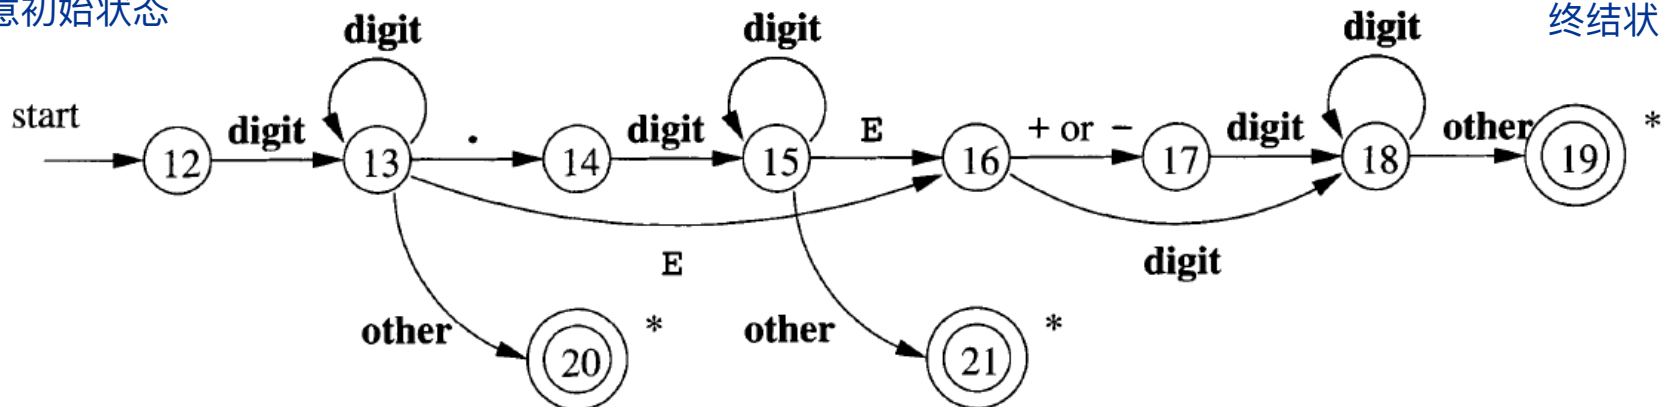 初始状态
终结状
digit
digit
digit
start
digit
.
digit
E
+ or −
digit
other
*
12
13
14
15
16
17
18
19
E
digit
other
*
other
*
20
21